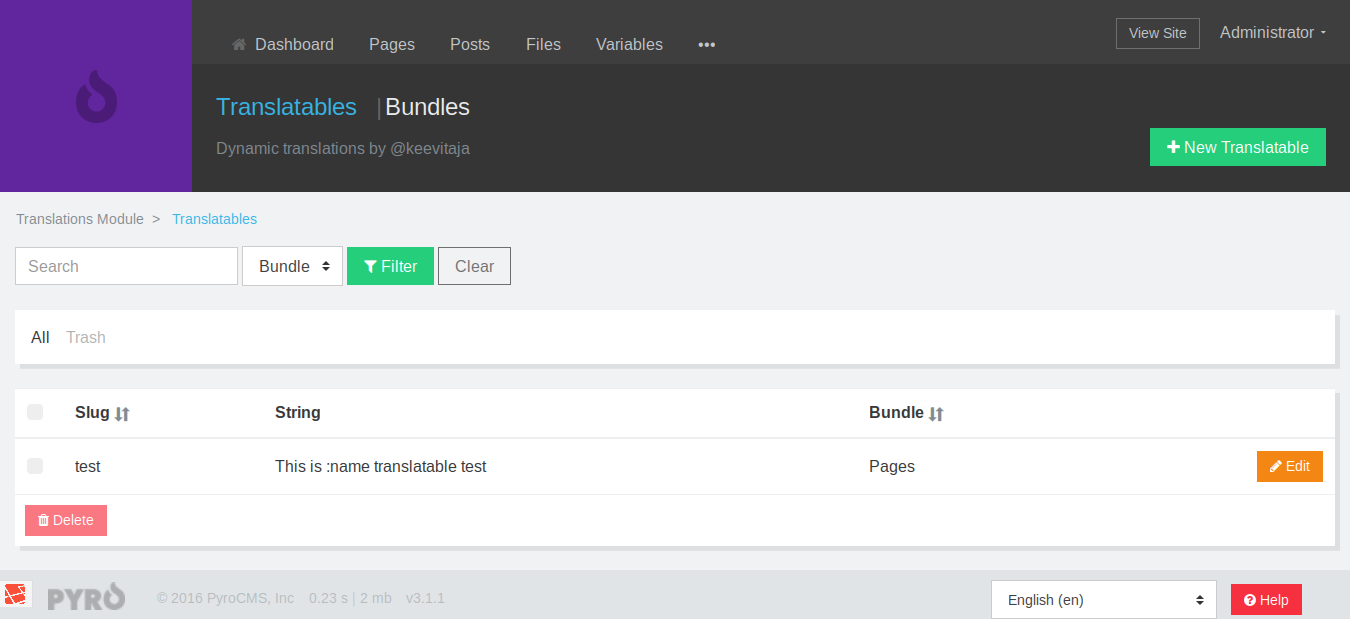 Dashboard Pages Posts Files Variables ••• View Site Administrator
Translatables | Bundles
Dynamic translations by @keevitaja
New Translatable
Translations Module > Translatables
Search Bundle Filter Clear
All Trash
Slug String Bundle
test This is :name translatable test Pages Edit
Delete
PYRO © 2016 PyroCMS, Inc 0.23 s | 2 mb v3.1.1 English (en) Help